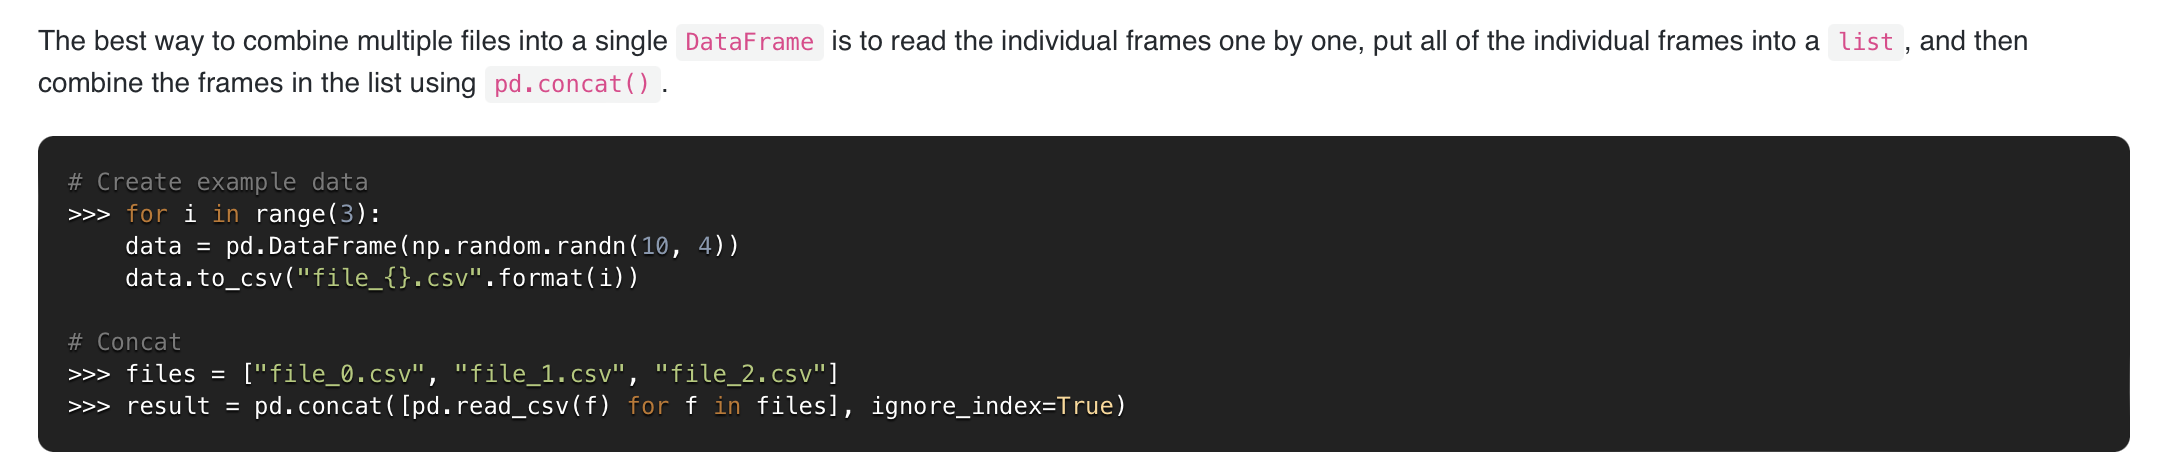 The best way to combine multiple files into a single DataFrame is to read the individual frames one by one, put all of the individual frames into a list , and then
combine the frames in the list using pd.concat() .
# Create example data
>>> for i in range(3):
    data = pd.DataFrame(np.random.randn(10, 4))
    data.to_csv("file_{}.csv".format(i))

# Concat
>>> files = ["file_0.csv", "file_1.csv", "file_2.csv"]
>>> result = pd.concat([pd.read_csv(f) for f in files], ignore_index=True)